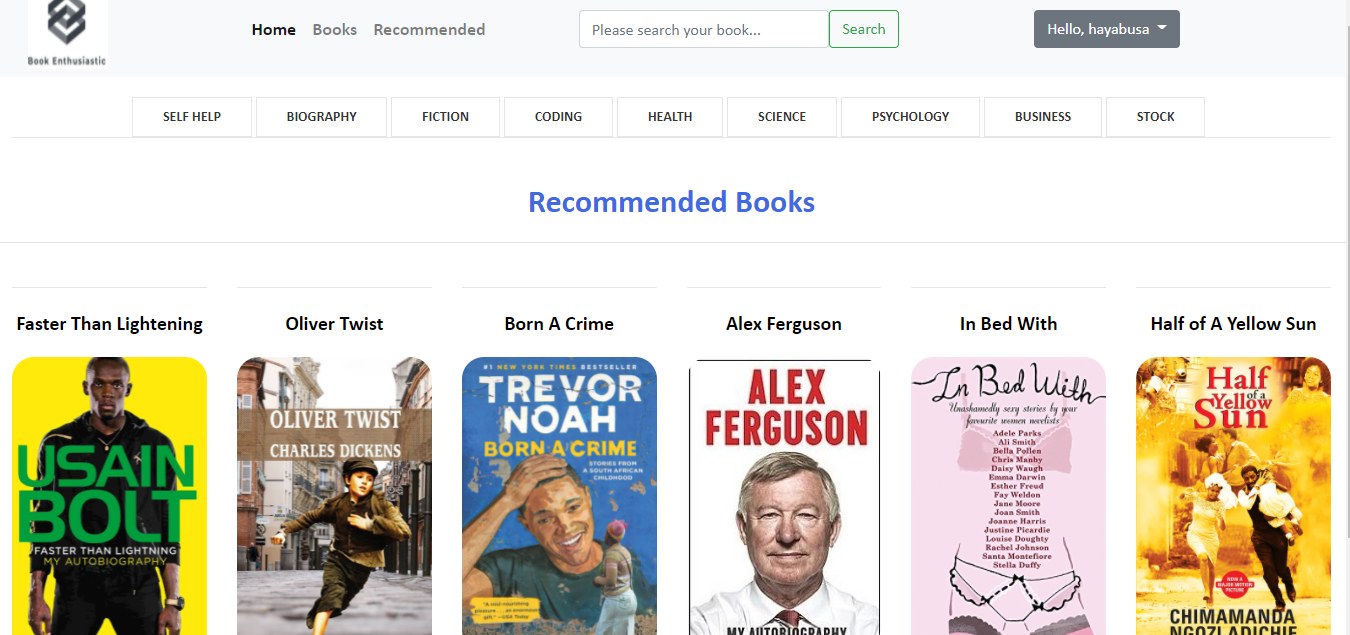 Book Enthusiastic
Home Books Recommended
Please search your book...
Search
Hello, hayabusa
SELF HELP
BIOGRAPHY
FICTION
CODING
HEALTH
SCIENCE
PSYCHOLOGY
BUSINESS
STOCK
Recommended Books
Faster Than Lightening
USAIN
BOLT
FASTER THAN LIGHTNING
MY AUTOBIOGRAPHY
Oliver Twist
OLIVER TWIST
CHARLES DICKENS
Born A Crime
#1 NEW YORK TIMES BESTSELLER
TREVOR
NOAH
BORN A CRIME
STORIES FROM
A SOUTH AFRICAN
CHILDHOOD
Alex Ferguson
ALEX
FERGUSON
MY AUTOBIOGRAPHY
In Bed With
In Bed With
Unashamedly sexy stories by your
favourite women novelists
Adele Parks
Ali Smith
Bella Pollen
Chris Manby
Daisy Waugh
Emma Darwin
Esther Freud
Fay Weldon
Jane Moore
Joan Smith
Joanne Harris
Justine Picardie
Louise Doughty
Rachel Johnson
Santa Montefiore
Stella Duffy
Half of A Yellow Sun
Half
of a
Yellow
Sun
NOW A
MAJOR MOTION
PICTURE
CHIMAMANDA
NGOZI ADICHIE